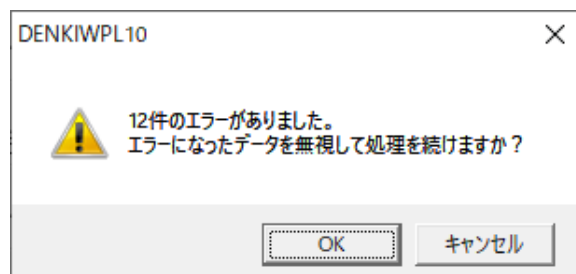 DENKIWPL10
12件のエラーがありました。
エラーになったデータを無視して処理を続けますか？
OK
キャンセル